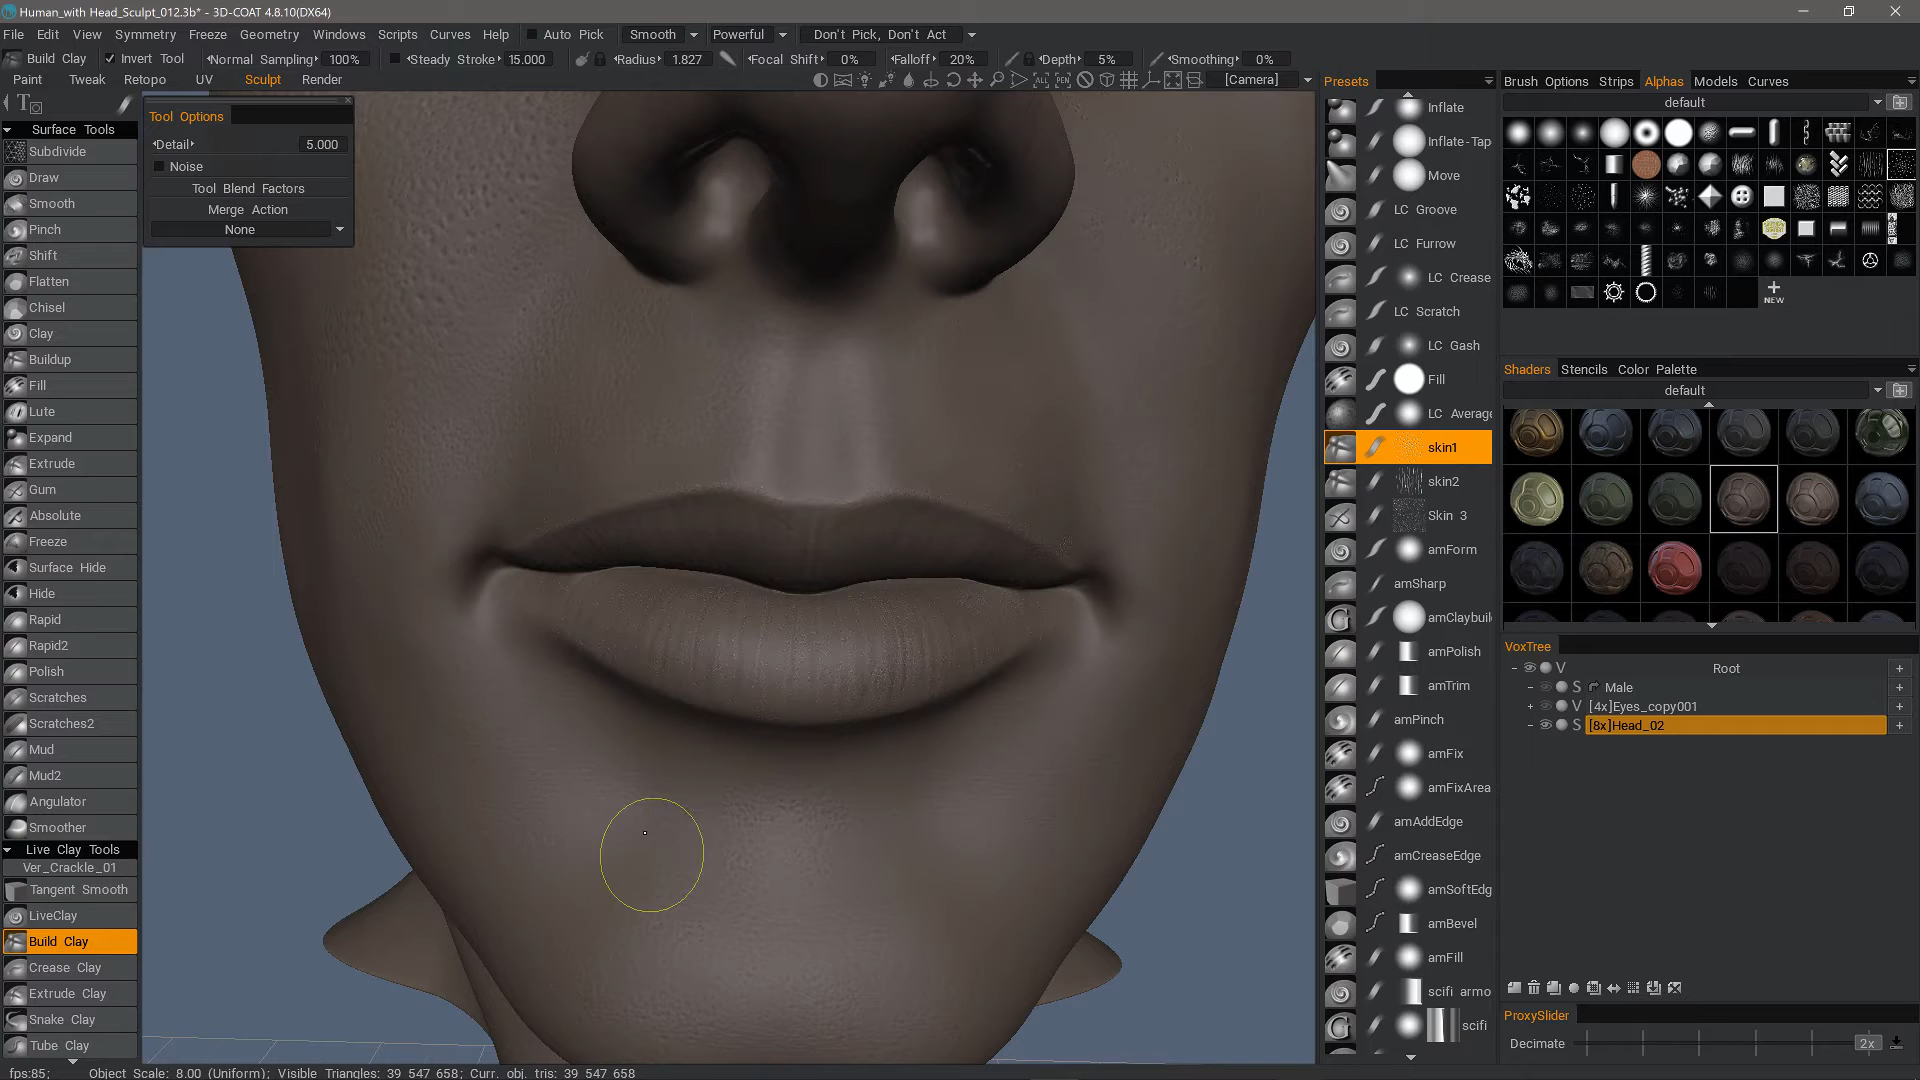 Human_with Head_Sculpt_012.3b* - 3D-COAT 4.8.10(DX64)
File Edit View Symmetry Freeze Geometry Windows Scripts Curves Help Auto Pick Smooth Powerful Don't Pick, Don't Act
Build Clay Invert Tool Normal Sampling 100% Steady Stroke 15.000 Radius 1.827 Focal Shift 0% Falloff 20% Depth 5% Smoothing 0%
Paint Tweak Retopo UV Sculpt Render [Camera]
Tool Options
Detail 5.000
Noise
Tool Blend Factors
Merge Action
None
Surface Tools
Subdivide
Draw
Smooth
Pinch
Shift
Flatten
Chisel
Clay
Buildup
Fill
Lute
Expand
Extrude
Gum
Absolute
Freeze
Surface Hide
Hide
Rapid
Rapid2
Polish
Scratches
Scratches2
Mud
Mud2
Angulator
Smoother
Live Clay Tools
Ver_Crackle_01
Tangent Smooth
LiveClay
Build Clay
Crease Clay
Extrude Clay
Snake Clay
Tube Clay
Presets
Inflate
Inflate-Tap
Move
LC Groove
LC Furrow
LC Crease
LC Scratch
LC Gash
Fill
LC Average
skin1
skin2
Skin 3
amForm
amSharp
amClaybuil
amPolish
amTrim
amPinch
amFix
amFixArea
amAddEdge
amCreaseEdge
amSoftEdg
amBevel
amFill
scifi armo
scifi
Brush Options Strips Alphas Models Curves
default
NEW
Shaders Stencils Color Palette
default
VoxTree
V Root +
S Male +
V [4x]Eyes_copy001 +
S [8x]Head_02 +
ProxySlider
Decimate 2x
fps:85; Object Scale: 8.00 (Uniform); Visible Triangles: 39 547 658; Curr. obj. tris: 39 547 658